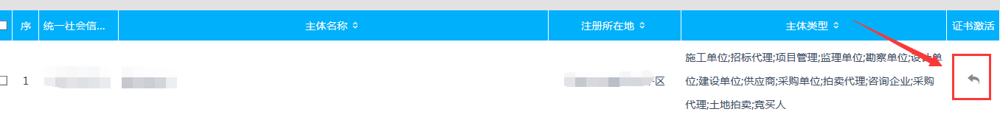 序 统一社会信... 主体名称 注册所在地 主体类型 证书激活
施工单位;招标代理;项目管理;监理单位;勘察单位;设计单
1 区 位;建设单位;供应商;采购单位;拍卖代理;咨询企业;采购
代理;土地拍卖;竟买人